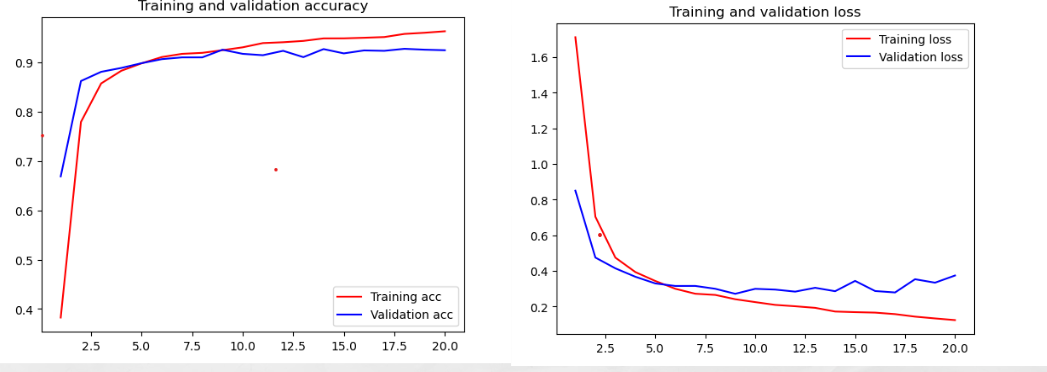 Training and validation accuracy
0.9
0.8
0.7
0.6
0.5
0.4
Training acc
Validation acc
2.5 5.0 7.5 10.0 12.5 15.0 17.5 20.0
Training and validation loss
Training loss
Validation loss
1.6
1.4
1.2
1.0
0.8
0.6
0.4
0.2
2.5 5.0 7.5 10.0 12.5 15.0 17.5 20.0